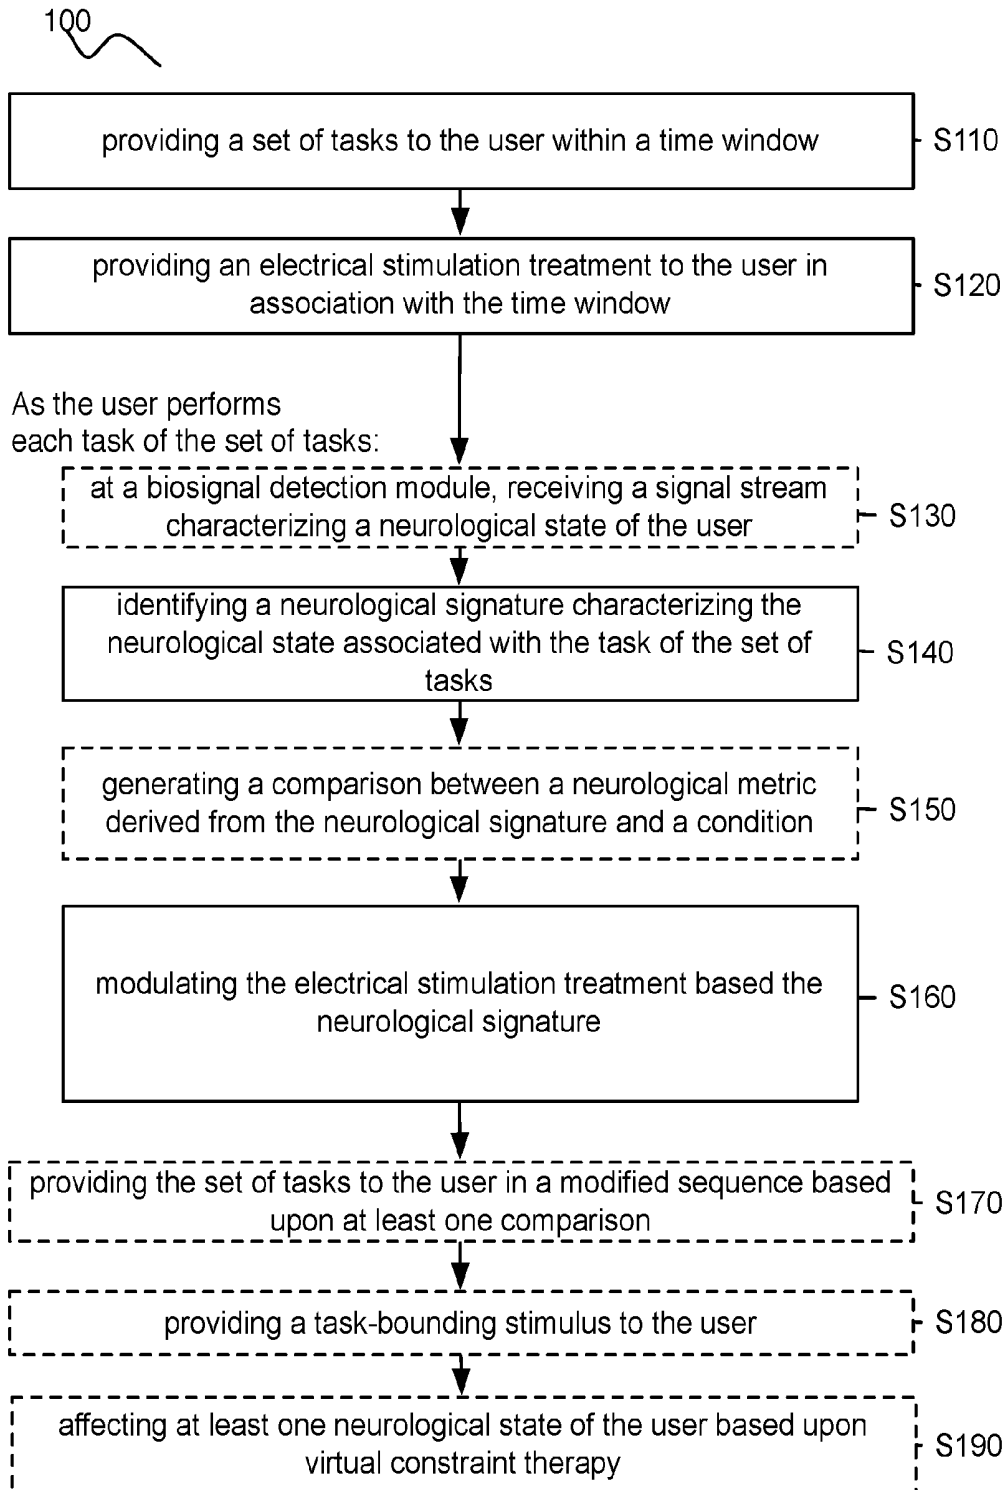 100
providing a set of tasks to the user within a time window
S110
providing an electrical stimulation treatment to the user in
association with the time window
S120
As the user performs
each task of the set of tasks:
at a biosignal detection module, receiving a signal stream
characterizing a neurological state of the user
S130
identifying a neurological signature characterizing the
neurological state associated with the task of the set of
tasks
S140
generating a comparison between a neurological metric
derived from the neurological signature and a condition
S150
modulating the electrical stimulation treatment based the
neurological signature
S160
providing the set of tasks to the user in a modified sequence based
upon at least one comparison
S170
providing a task-bounding stimulus to the user
S180
affecting at least one neurological state of the user based upon
virtual constraint therapy
S190